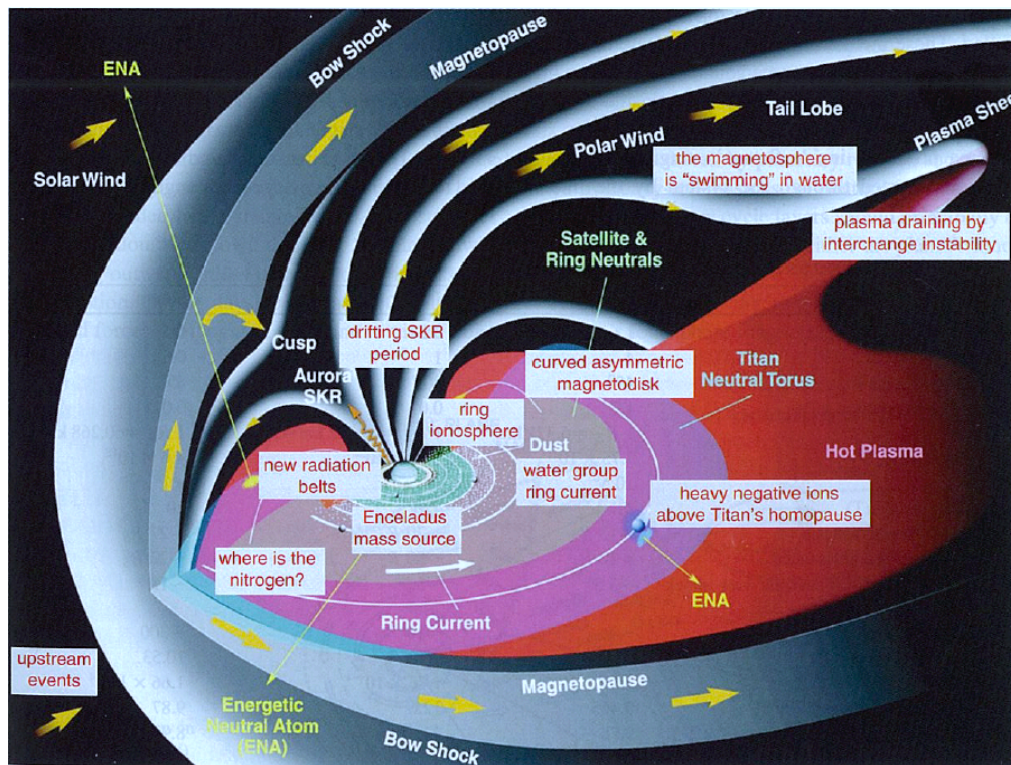 Bow Shock
Magnetopause
ENA
Solar Wind
Tail Lobe
Polar Wind
Plasma Shee
the magnetosphere
is “swimming” in water
plasma draining by
interchange instability
Satellite &
Ring Neutrals
Cusp
drifting SKR
period
Aurora
SKR
curved asymmetric
magnetodisk
Titan
Neutral Torus
ring
ionosphere
Dust
Hot Plasma
new radiation
belts
water group
ring current
heavy negative ions
above Titan’s homopause
Enceladus
mass source
where is the
nitrogen?
ENA
Ring Current
upstream
events
Magnetopause
Energetic
Neutral Atom
(ENA)
Bow Shock